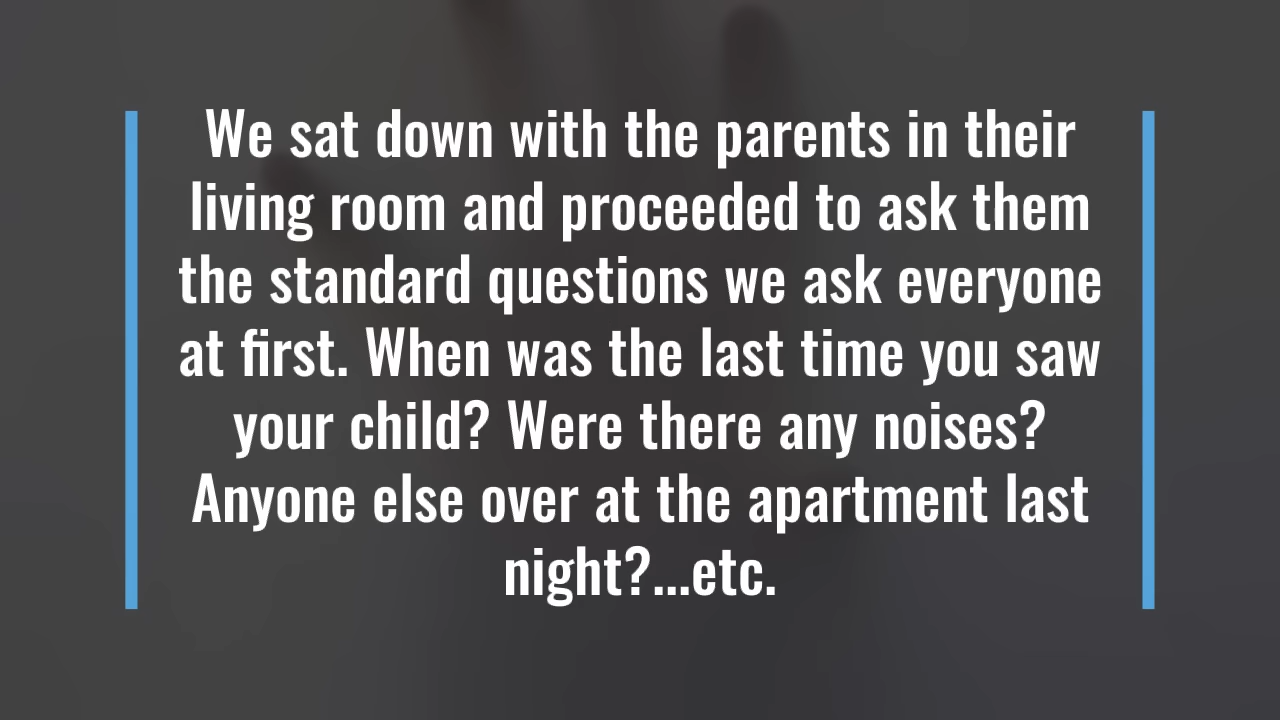 We sat down with the parents in their
living room and proceeded to ask them
the standard questions we ask everyone
at first. When was the last time you saw
your child? Were there any noises?
Anyone else over at the apartment last
night?...etc.